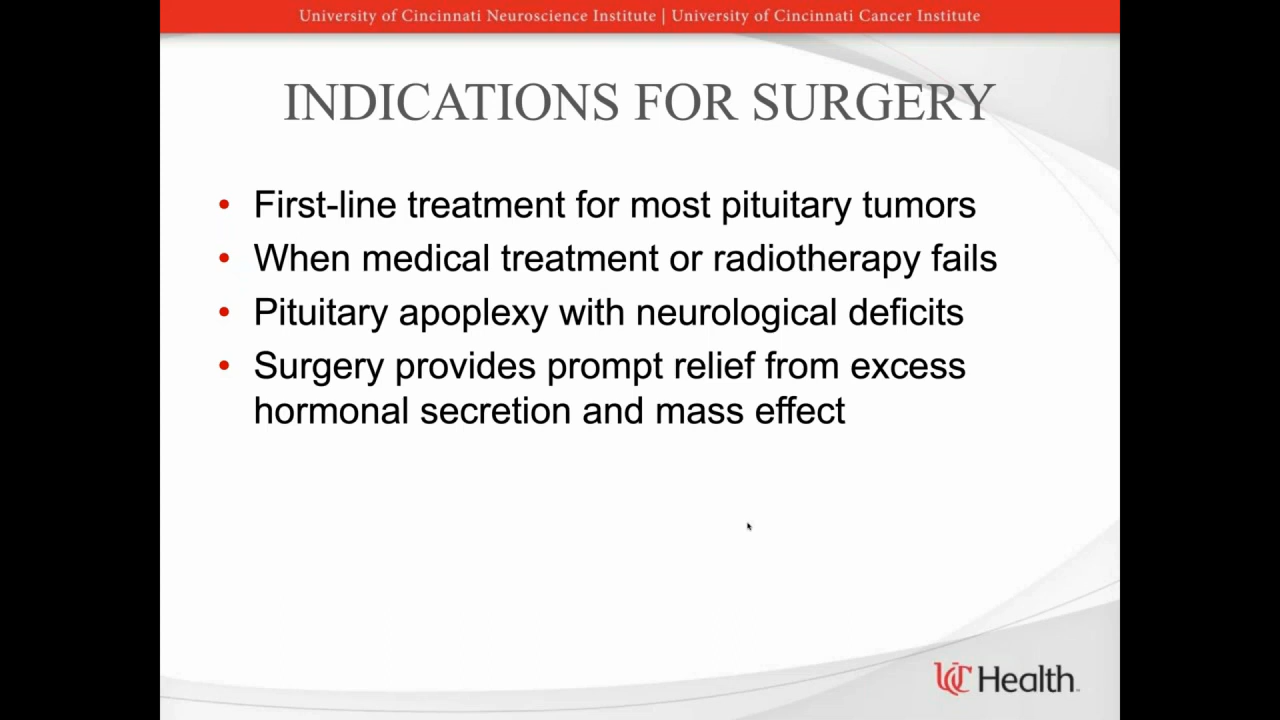 University of Cincinnati Neuroscience Institute | University of Cincinnati Cancer Institute
INDICATIONS FOR SURGERY
• First-line treatment for most pituitary tumors
• When medical treatment or radiotherapy fails
• Pituitary apoplexy with neurological deficits
• Surgery provides prompt relief from excess
hormonal secretion and mass effect
UC Health.